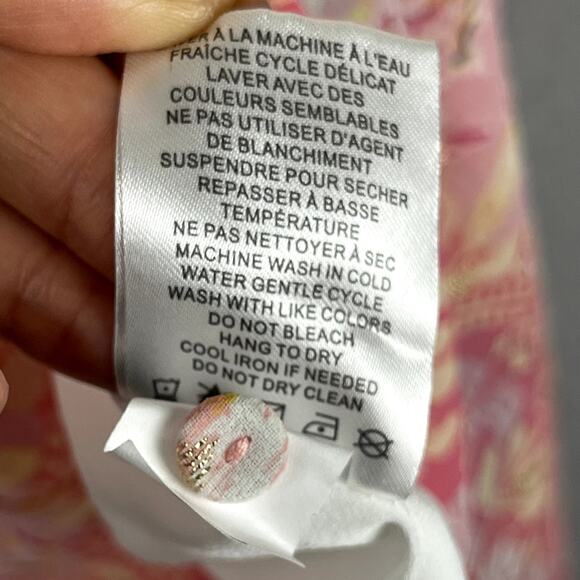 À LA MACHINE À L'EAU
FRAÎCHE CYCLE DÉLICAT
LAVER AVEC DES
COULEURS SEMBLABLES
NE PAS UTILISER D'AGENT
DE BLANCHIMENT
SUSPENDRE POUR SECHER
REPASSER À BASSE
TEMPÉRATURE
NE PAS NETTOYER À SEC
MACHINE WASH IN COLD
WATER GENTLE CYCLE
WASH WITH LIKE COLORS
DO NOT BLEACH
HANG TO DRY
COOL IRON IF NEEDED
DO NOT DRY CLEAN